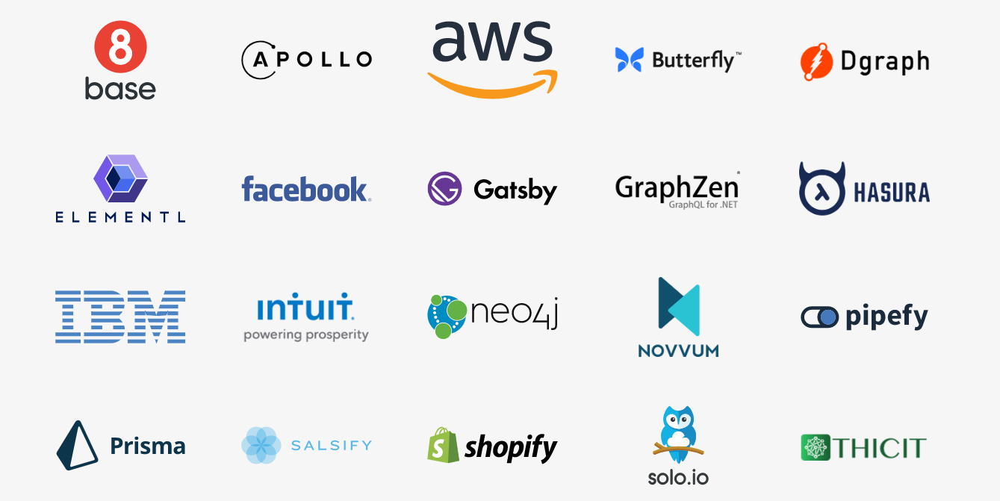 8
base
APOLLO
aws
Butterfly™
Dgraph
ELEMENTL
facebook®
Gatsby
GraphZen®
GraphQL for .NET
HASURA
IBM
ıntuıt.
powering prosperity
neo4j
NOVVUM
pipefy
Prisma
SALSIFY
S shopify
solo.io
THICIT